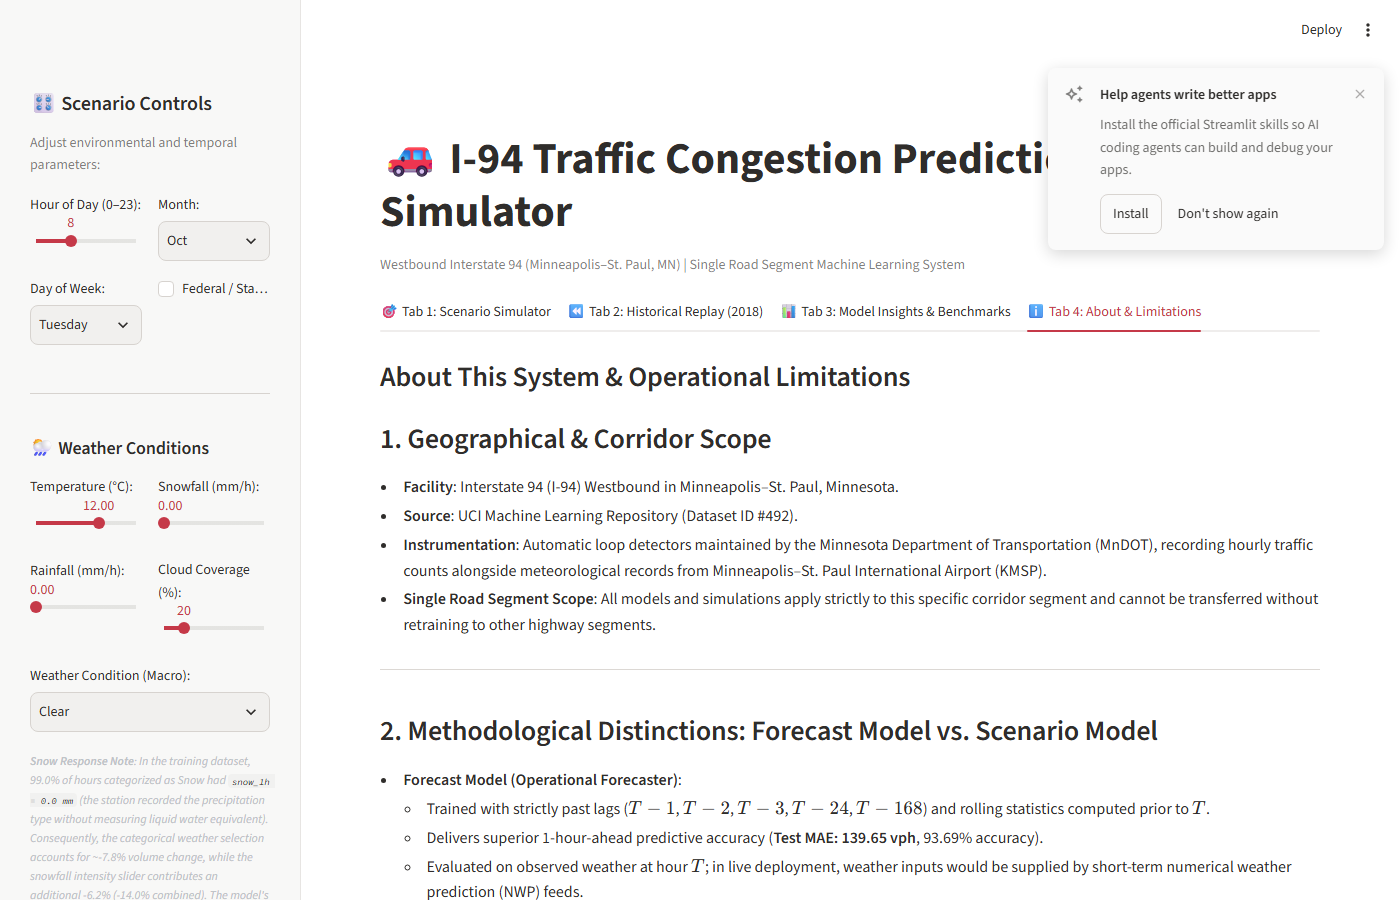 Deploy
Scenario Controls
Adjust environmental and temporal
parameters:
Hour of Day (0–23):
8
Month:
Oct
Day of Week:
Tuesday
Federal / Sta...
Weather Conditions
Temperature (°C):
12.00
Snowfall (mm/h):
0.00
Rainfall (mm/h):
0.00
Cloud Coverage
(%):
20
Weather Condition (Macro):
Clear
Snow Response Note: In the training dataset,
99.0% of hours categorized as Snow had snow_1h
= 0.0 mm (the station recorded the precipitation
type without measuring liquid water equivalent).
Consequently, the categorical weather selection
accounts for ~-7.8% volume change, while the
snowfall intensity slider contributes an
additional -6.2% (-14.0% combined). The model's
Help agents write better apps
Install the official Streamlit skills so AI
coding agents can build and debug your
apps.
Install
Don't show again
I-94 Traffic Congestion Predicti
Simulator
Westbound Interstate 94 (Minneapolis–St. Paul, MN) | Single Road Segment Machine Learning System
Tab 1: Scenario Simulator
Tab 2: Historical Replay (2018)
Tab 3: Model Insights & Benchmarks
Tab 4: About & Limitations
About This System & Operational Limitations
1. Geographical & Corridor Scope
• Facility: Interstate 94 (I-94) Westbound in Minneapolis–St. Paul, Minnesota.
• Source: UCI Machine Learning Repository (Dataset ID #492).
• Instrumentation: Automatic loop detectors maintained by the Minnesota Department of Transportation (MnDOT), recording hourly traffic
counts alongside meteorological records from Minneapolis–St. Paul International Airport (KMSP).
• Single Road Segment Scope: All models and simulations apply strictly to this specific corridor segment and cannot be transferred without
retraining to other highway segments.
2. Methodological Distinctions: Forecast Model vs. Scenario Model
• Forecast Model (Operational Forecaster):
◦ Trained with strictly past lags (T − 1, T − 2, T − 3, T − 24, T − 168) and rolling statistics computed prior to T.
◦ Delivers superior 1-hour-ahead predictive accuracy (Test MAE: 139.65 vph, 93.69% accuracy).
◦ Evaluated on observed weather at hour T; in live deployment, weather inputs would be supplied by short-term numerical weather
prediction (NWP) feeds.